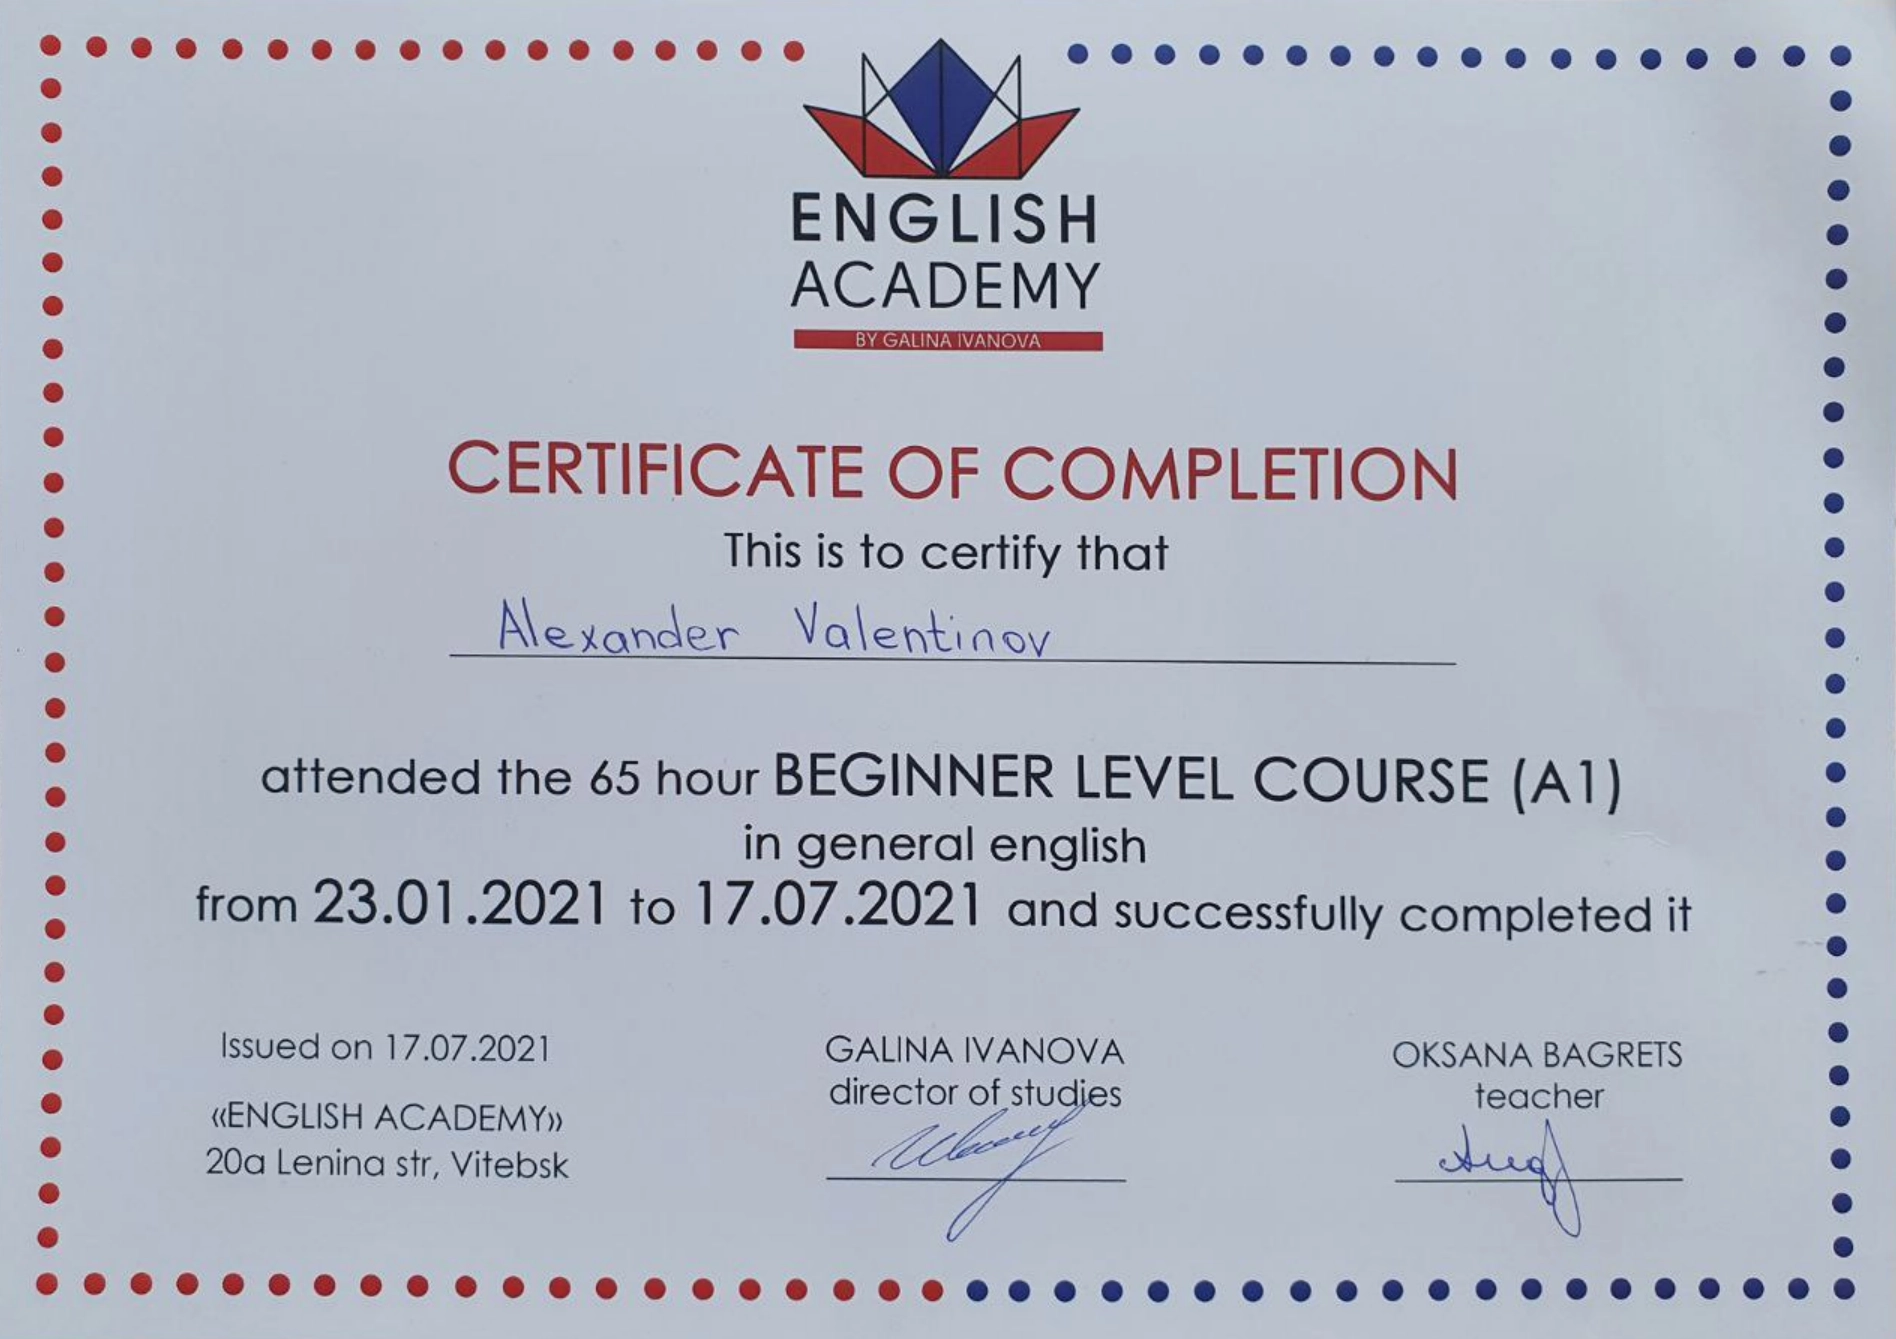 ENGLISH
ACADEMY
BY GALINA IVANOVA
CERTIFICATE OF COMPLETION
This is to certify that
Alexander Valentinov
attended the 65 hour BEGINNER LEVEL COURSE (A1)
in general english
from 23.01.2021 to 17.07.2021 and successfully completed it
Issued on 17.07.2021
«ENGLISH ACADEMY»
20a Lenina str, Vitebsk
GALINA IVANOVA
director of studies
OKSANA BAGRETS
teacher